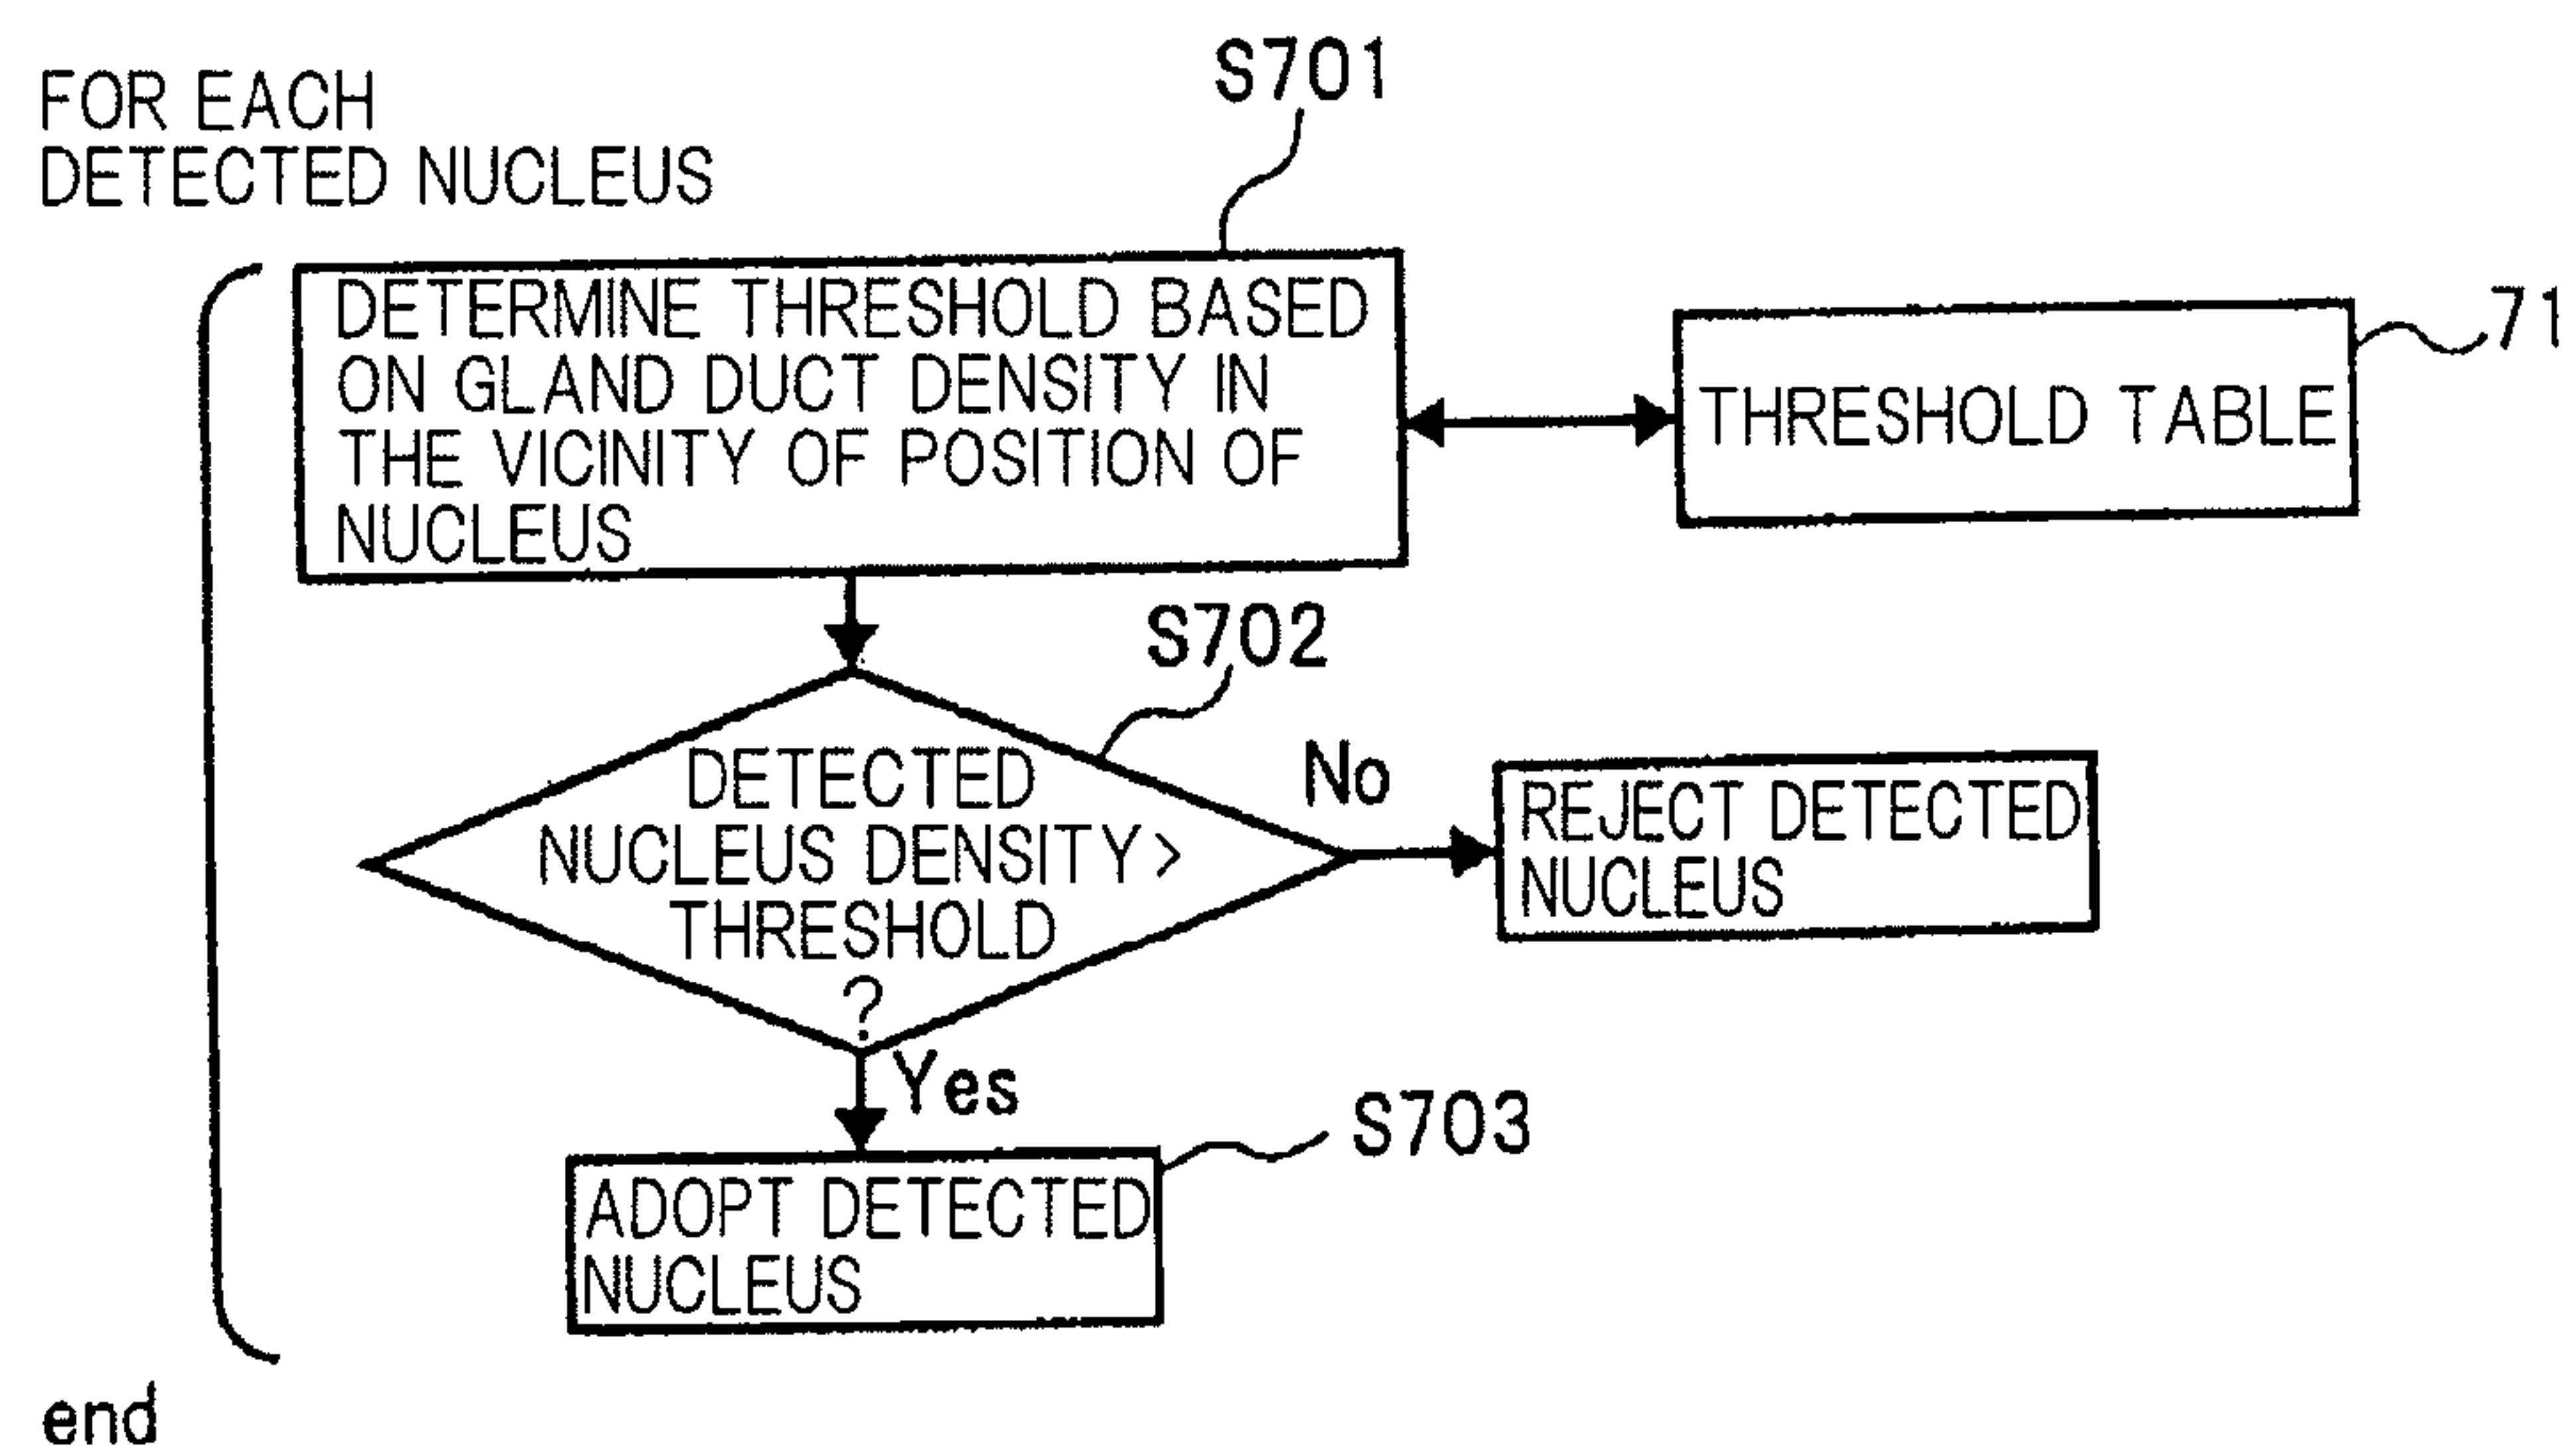 FOR EACH
DETECTED NUCLEUS
S701
DETERMINE THRESHOLD BASED
ON GLAND DUCT DENSITY IN
THE VICINITY OF POSITION OF
NUCLEUS
71
THRESHOLD TABLE
S702
DETECTED
NUCLEUS DENSITY>
THRESHOLD
?
No
REJECT DETECTED
NUCLEUS
Yes
S703
ADOPT DETECTED
NUCLEUS
end